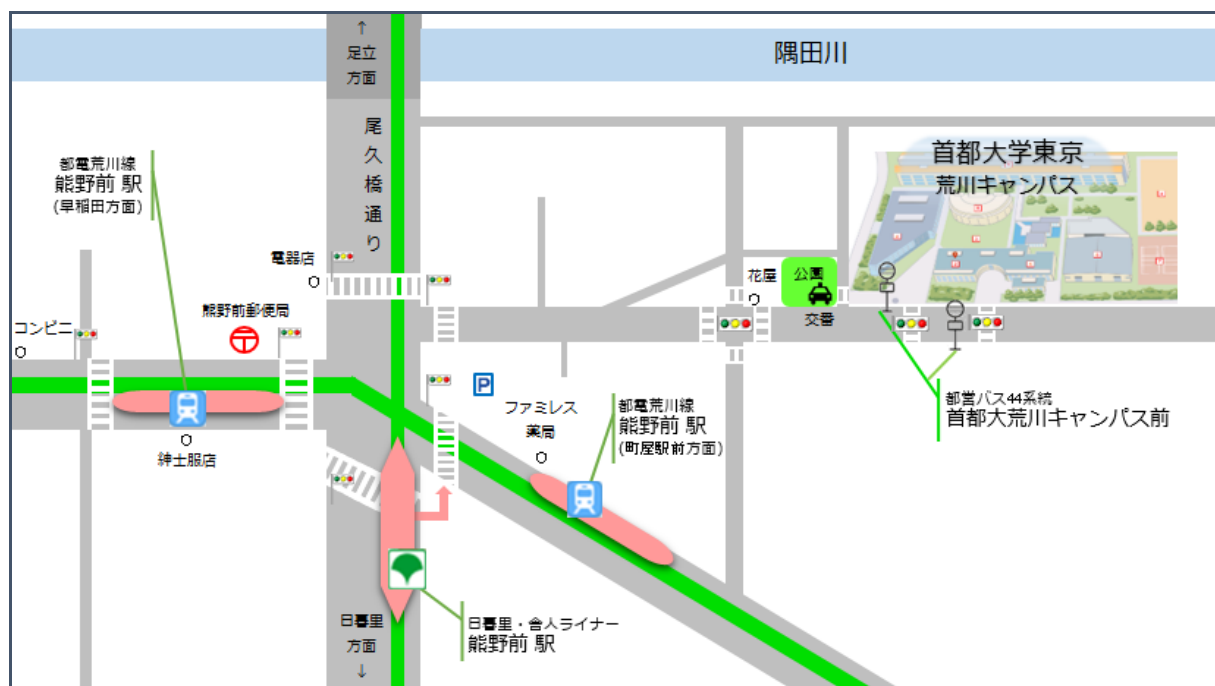 ↑
足立
方面
隅田川
尾久橋通り
首都大学東京
荒川キャンパス
都電荒川線
熊野前 駅
(早稲田方面)
電器店
花屋
公園
熊野前郵便局
コンビニ
交番
P
ファミレス
薬局
都電荒川線
熊野前 駅
(町屋駅前方面)
都営バス44系統
首都大荒川キャンパス前
紳士服店
日暮里
方面
↓
日暮里・舎人ライナー
熊野前 駅